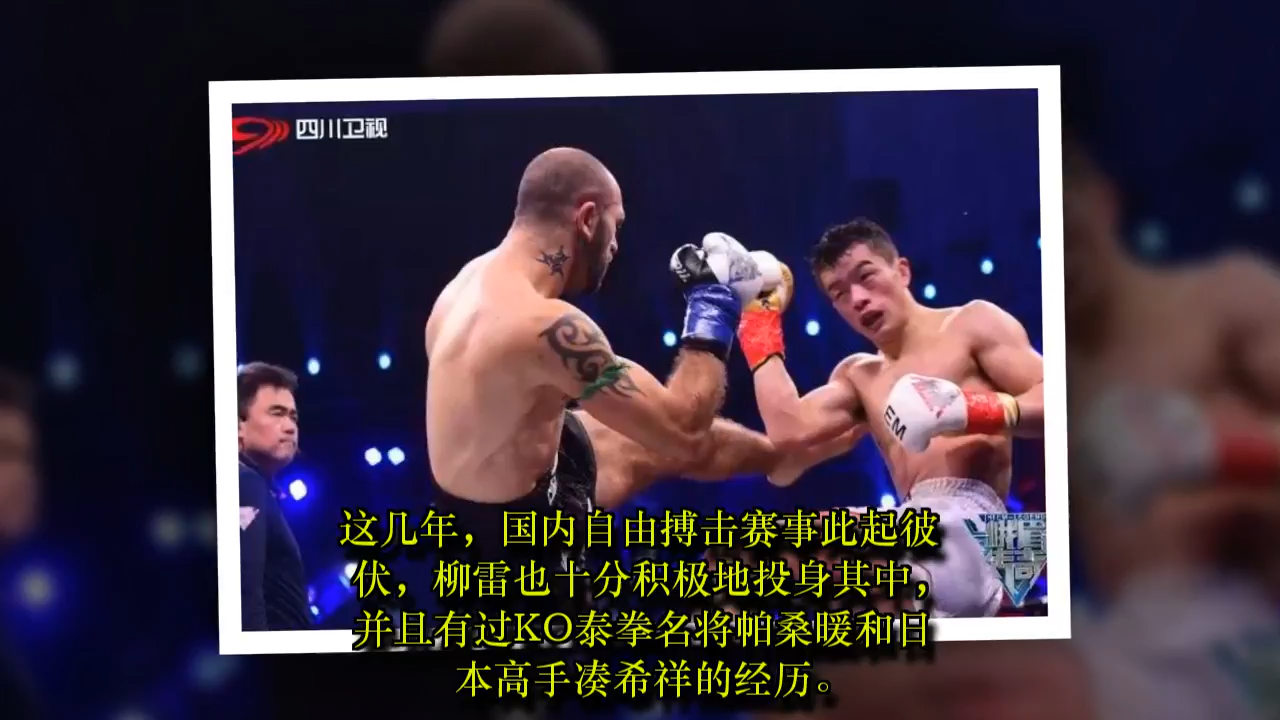 四川卫视
EM
这几年，国内自由搏击赛事此起彼
伏，柳雷也十分积极地投身其中，
并且有过KO泰拳名将帕桑暖和日
本高手凑希祥的经历。